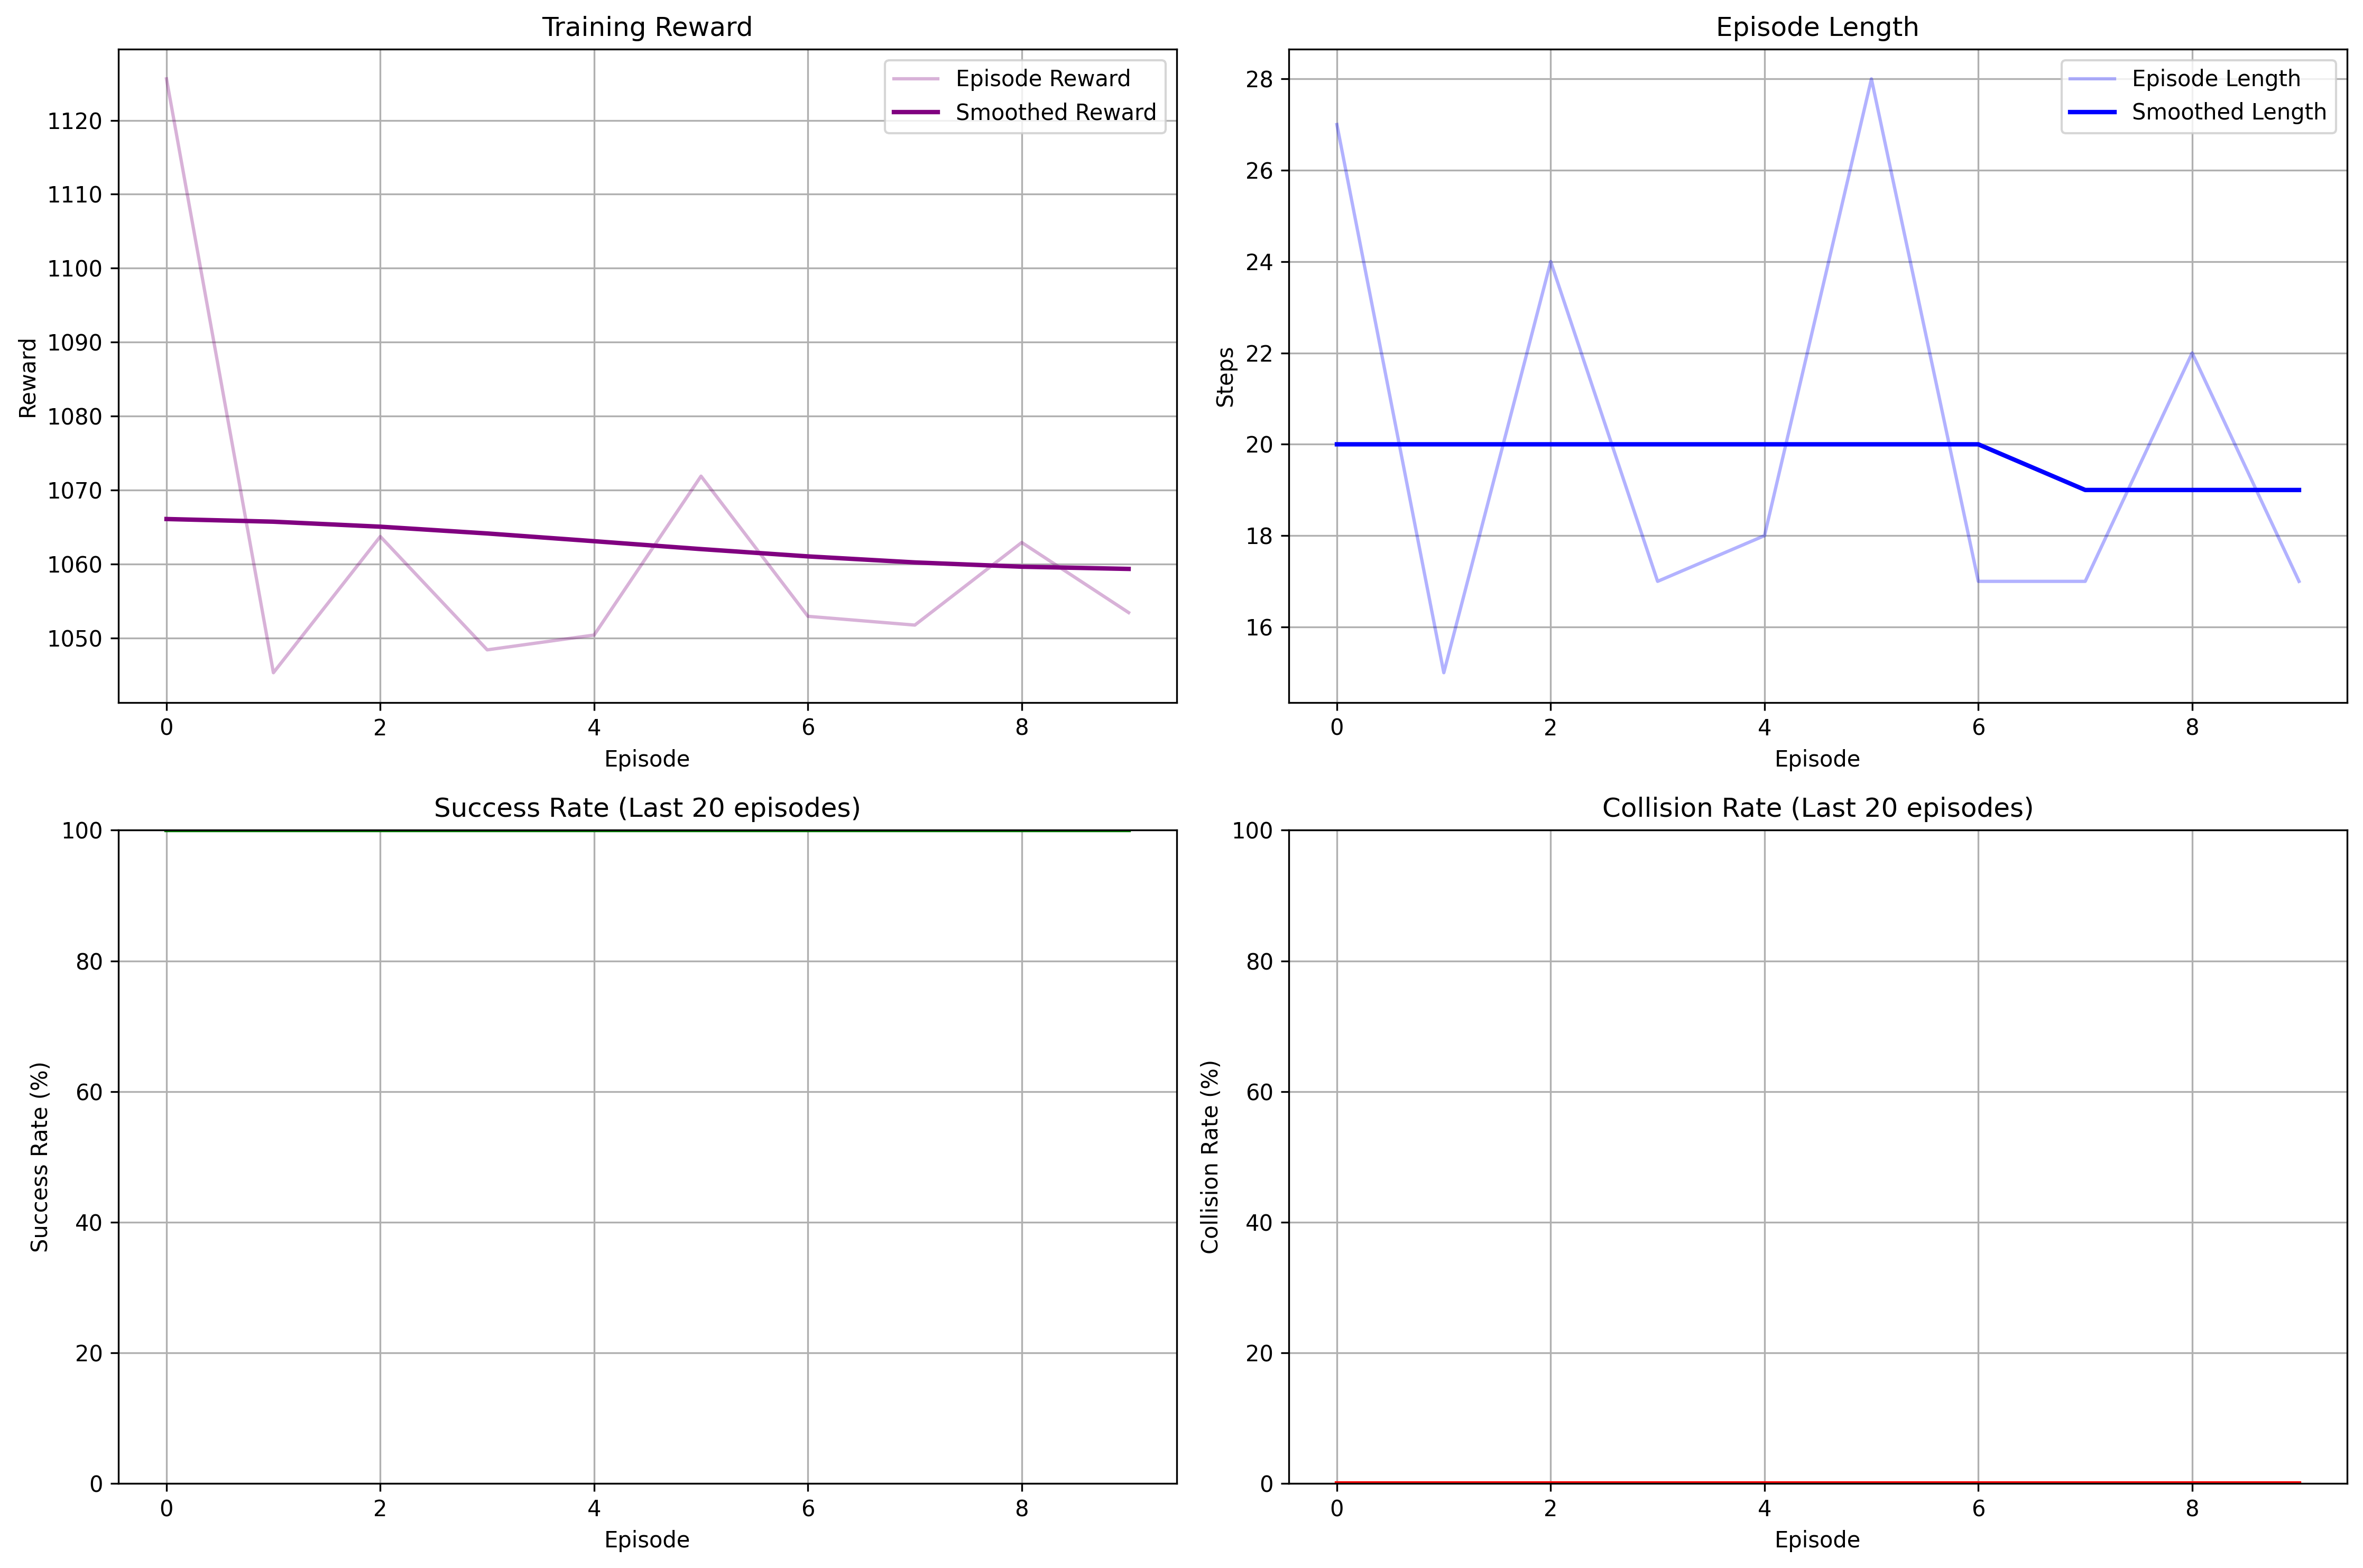 Training Reward
Episode Reward
Smoothed Reward
1120
1110
1100
1090
1080
1070
1060
1050
Reward
0 2 4 6 8
Episode
Episode Length
Episode Length
Smoothed Length
28
26
24
22
20
18
16
Steps
0 2 4 6 8
Episode
Success Rate (Last 20 episodes)
100
80
60
40
20
0
Success Rate (%)
0 2 4 6 8
Episode
Collision Rate (Last 20 episodes)
100
80
60
40
20
0
Collision Rate (%)
0 2 4 6 8
Episode